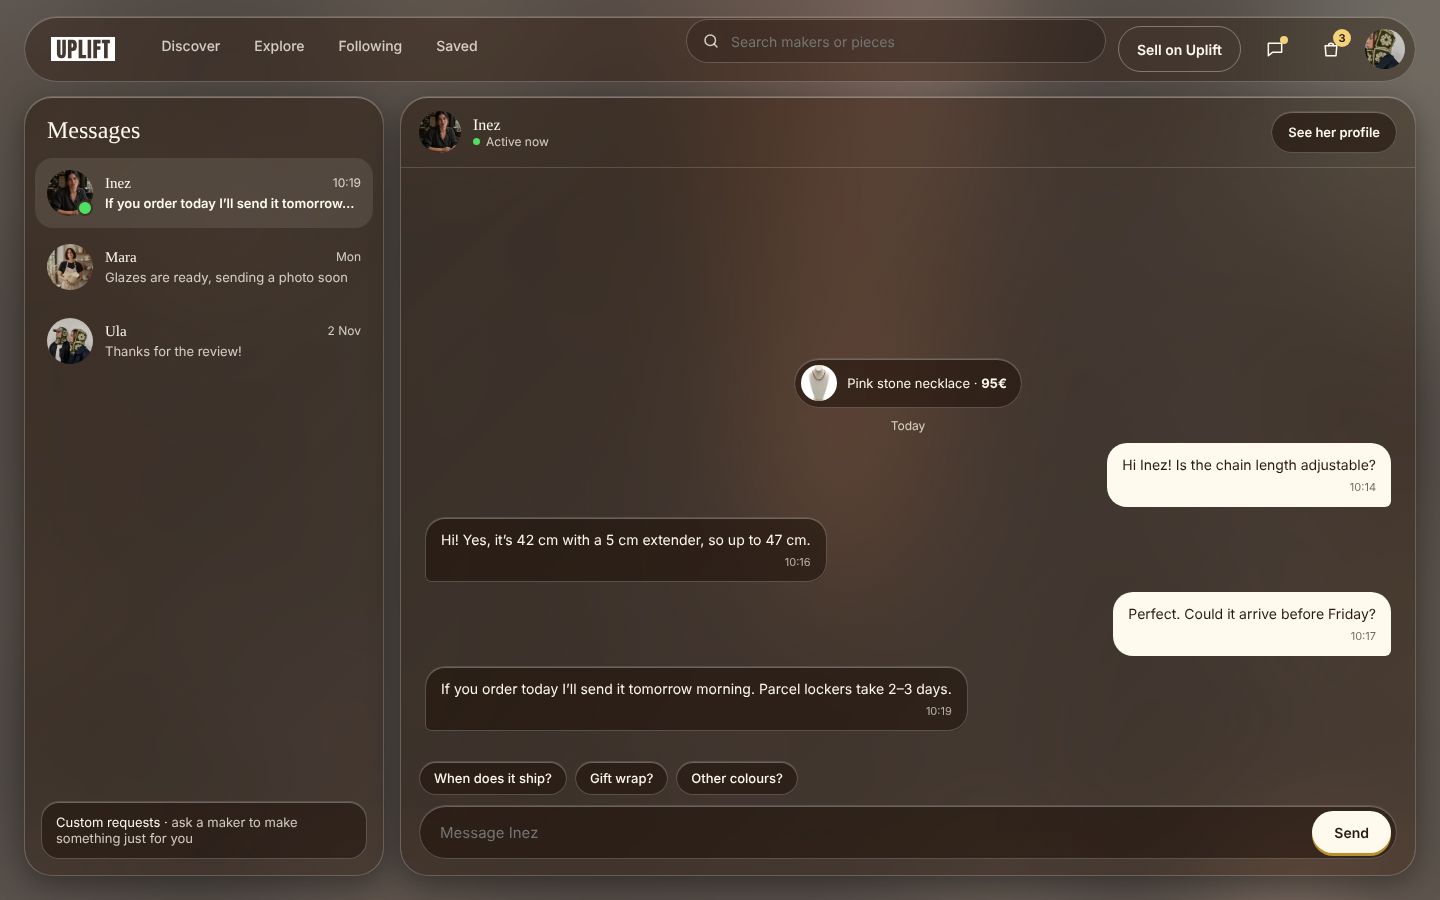 UPLIFT
Discover
Explore
Following
Saved
Search makers or pieces
Sell on Uplift
3
Messages
Inez
10:19
If you order today I’ll send it tomorrow…
Mara
Mon
Glazes are ready, sending a photo soon
Ula
2 Nov
Thanks for the review!
Custom requests · ask a maker to make
something just for you
Inez
Active now
See her profile
Pink stone necklace · 95€
Today
Hi Inez! Is the chain length adjustable?
10:14
Hi! Yes, it’s 42 cm with a 5 cm extender, so up to 47 cm.
10:16
Perfect. Could it arrive before Friday?
10:17
If you order today I’ll send it tomorrow morning. Parcel lockers take 2–3 days.
10:19
When does it ship?
Gift wrap?
Other colours?
Message Inez
Send